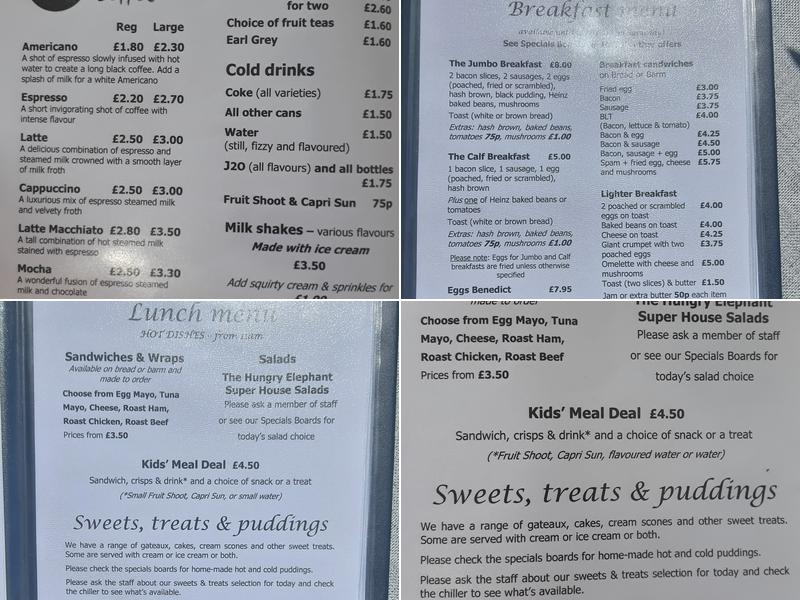 Coffee
Reg Large
Americano £1.80 £2.30
A shot of espresso slowly infused with hot
water to create a long black coffee. Add a
splash of milk for a white Americano
Espresso £2.20 £2.70
A short invigorating shot of coffee with
intense flavour
Latte £2.50 £3.00
A delicious combination of espresso and
steamed milk crowned with a smooth layer
of milk froth
Cappuccino £2.50 £3.00
A luxurious mix of espresso steamed milk
and velvety froth
Latte Macchiato £2.80 £3.50
A tall combination of hot steamed milk
stained with espresso
Mocha £2.50 £3.30
A wonderful fusion of espresso steamed
milk and chocolate
for two £2.60
Choice of fruit teas £1.60
Earl Grey £1.60
Cold drinks
Coke (all varieties) £1.75
All other cans £1.50
Water £1.50
(still, fizzy and flavoured)
J2O (all flavours) and all bottles
£1.75
Fruit Shoot & Capri Sun 75p
Milk shakes – various flavours
Made with ice cream
£3.50
Add squirty cream & sprinkles for
£1.00
Breakfast menu
See Specials offers
The Jumbo Breakfast £8.00
2 bacon slices, 2 sausages, 2 eggs
(poached, fried or scrambled),
hash brown, black pudding, Heinz
baked beans, mushrooms
Toast (white or brown bread)
Extras: hash brown, baked beans,
tomatoes 75p, mushrooms £1.00
The Calf Breakfast £5.00
1 bacon slice, 1 sausage, 1 egg
(poached, fried or scrambled),
hash brown
Plus one of Heinz baked beans or
tomatoes
Toast (white or brown bread)
Extras: hash brown, baked beans,
tomatoes 75p, mushrooms £1.00
Please note: Eggs for Jumbo and Calf
breakfasts are fried unless otherwise
specified
Eggs Benedict £7.95
Breakfast sandwiches
on Bread or Barm
Fried egg £3.00
Bacon £3.75
Sausage £3.75
BLT £4.00
(Bacon, lettuce & tomato)
Bacon & egg £4.25
Bacon & sausage £4.50
Bacon, sausage + egg £5.00
Spam + fried egg, cheese £5.75
and mushrooms
Lighter Breakfast
2 poached or scrambled £4.00
eggs on toast
Baked beans on toast £4.00
Cheese on toast £4.25
Giant crumpet with two £3.75
poached eggs
Omelette with cheese and £5.00
mushrooms
Toast (two slices) & butter £1.50
Jam or extra butter 50p each item
Lunch menu
HOT DISHES - from 11am
Sandwiches & Wraps
Available on bread or barm and
made to order
Choose from Egg Mayo, Tuna
Mayo, Cheese, Roast Ham,
Roast Chicken, Roast Beef
Prices from £3.50
Salads
The Hungry Elephant
Super House Salads
Please ask a member of staff
or see our Specials Boards for
today's salad choice
Kids' Meal Deal £4.50
Sandwich, crisps & drink* and a choice of snack or a treat
(*Small Fruit Shoot, Capri Sun, or small water)
Sweets, treats & puddings
We have a range of gateaux, cakes, cream scones and other sweet treats.
Some are served with cream or ice cream or both.
Please check the specials boards for home-made hot and cold puddings.
Please ask the staff about our sweets & treats selection for today and check
the chiller to see what's available.
made to order
Choose from Egg Mayo, Tuna
Mayo, Cheese, Roast Ham,
Roast Chicken, Roast Beef
Prices from £3.50
The Hungry Elephant
Super House Salads
Please ask a member of staff
or see our Specials Boards for
today's salad choice
Kids' Meal Deal £4.50
Sandwich, crisps & drink* and a choice of snack or a treat
(*Fruit Shoot, Capri Sun, flavoured water or water)
Sweets, treats & puddings
We have a range of gateaux, cakes, cream scones and other sweet treats.
Some are served with cream or ice cream or both.
Please check the specials boards for home-made hot and cold puddings.
Please ask the staff about our sweets & treats selection for today and check
the chiller to see what's available.